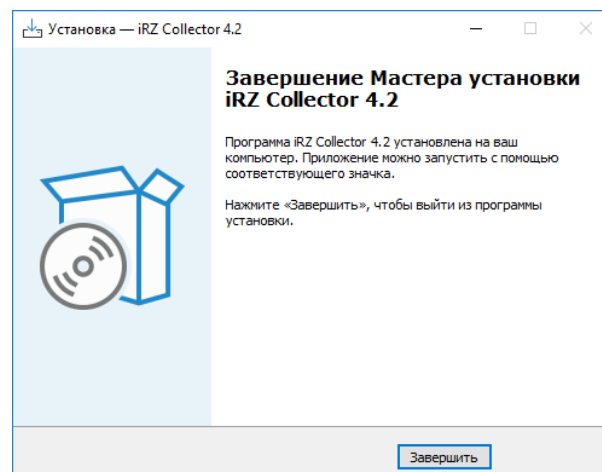 Установка — iRZ Collector 4.2
Завершение Мастера установки
iRZ Collector 4.2
Программа iRZ Collector 4.2 установлена на ваш
компьютер. Приложение можно запустить с помощью
соответствующего значка.
Нажмите «Завершить», чтобы выйти из программы
установки.
Завершить